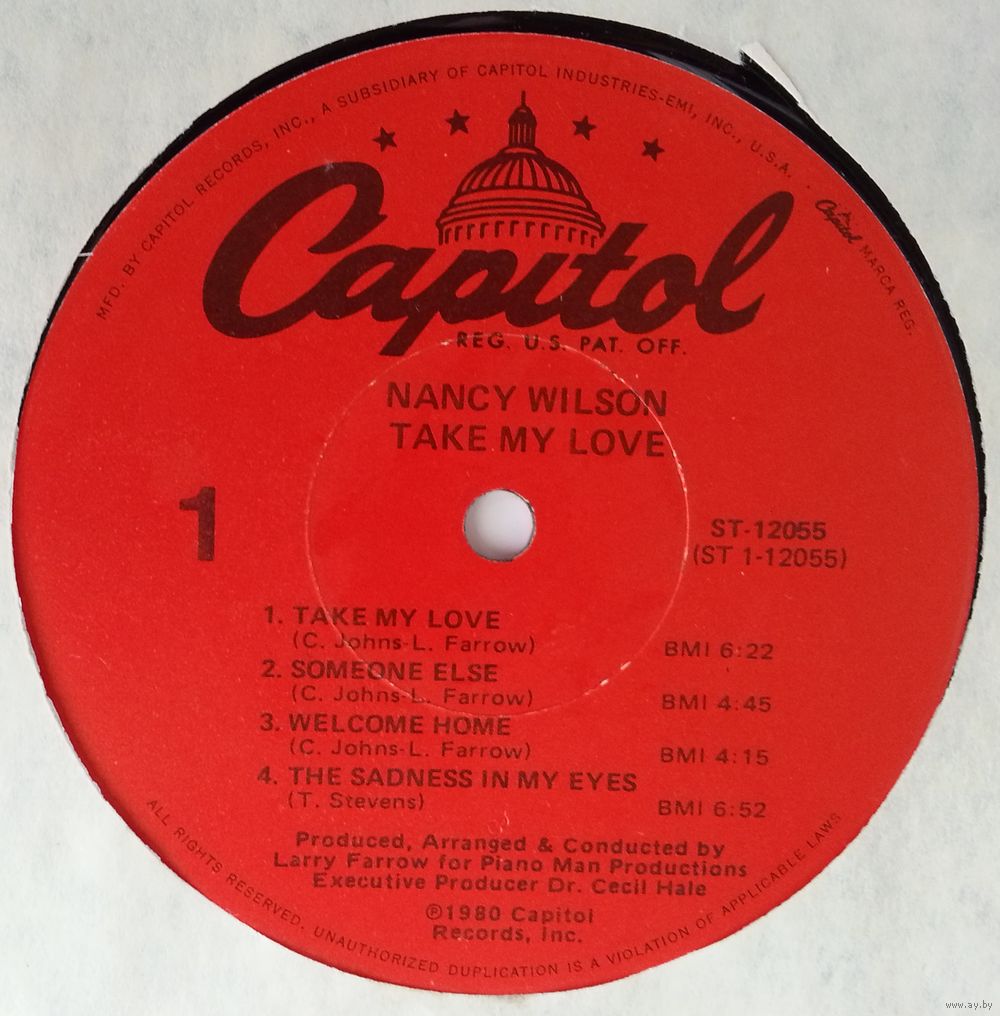 MFD. BY CAPITOL RECORDS, INC., A SUBSIDIARY OF CAPITOL INDUSTRIES-EMI, INC., U.S.A. . Capitol MARCA REG.
Capitol
REG. U.S. PAT. OFF.
NANCY WILSON
TAKE MY LOVE
1
ST-12055
(ST 1-12055)
1. TAKE MY LOVE
(C. Johns-L. Farrow) BMI 6:22
2. SOMEONE ELSE
(C. Johns-L. Farrow) BMI 4:45
3. WELCOME HOME
(C. Johns-L. Farrow) BMI 4:15
4. THE SADNESS IN MY EYES
(T. Stevens) BMI 6:52
Produced, Arranged & Conducted by
Larry Farrow for Piano Man Productions
Executive Producer Dr. Cecil Hale
℗1980 Capitol
Records, Inc.
ALL RIGHTS RESERVED. UNAUTHORIZED DUPLICATION IS A VIOLATION OF APPLICABLE LAWS
www.ay.by